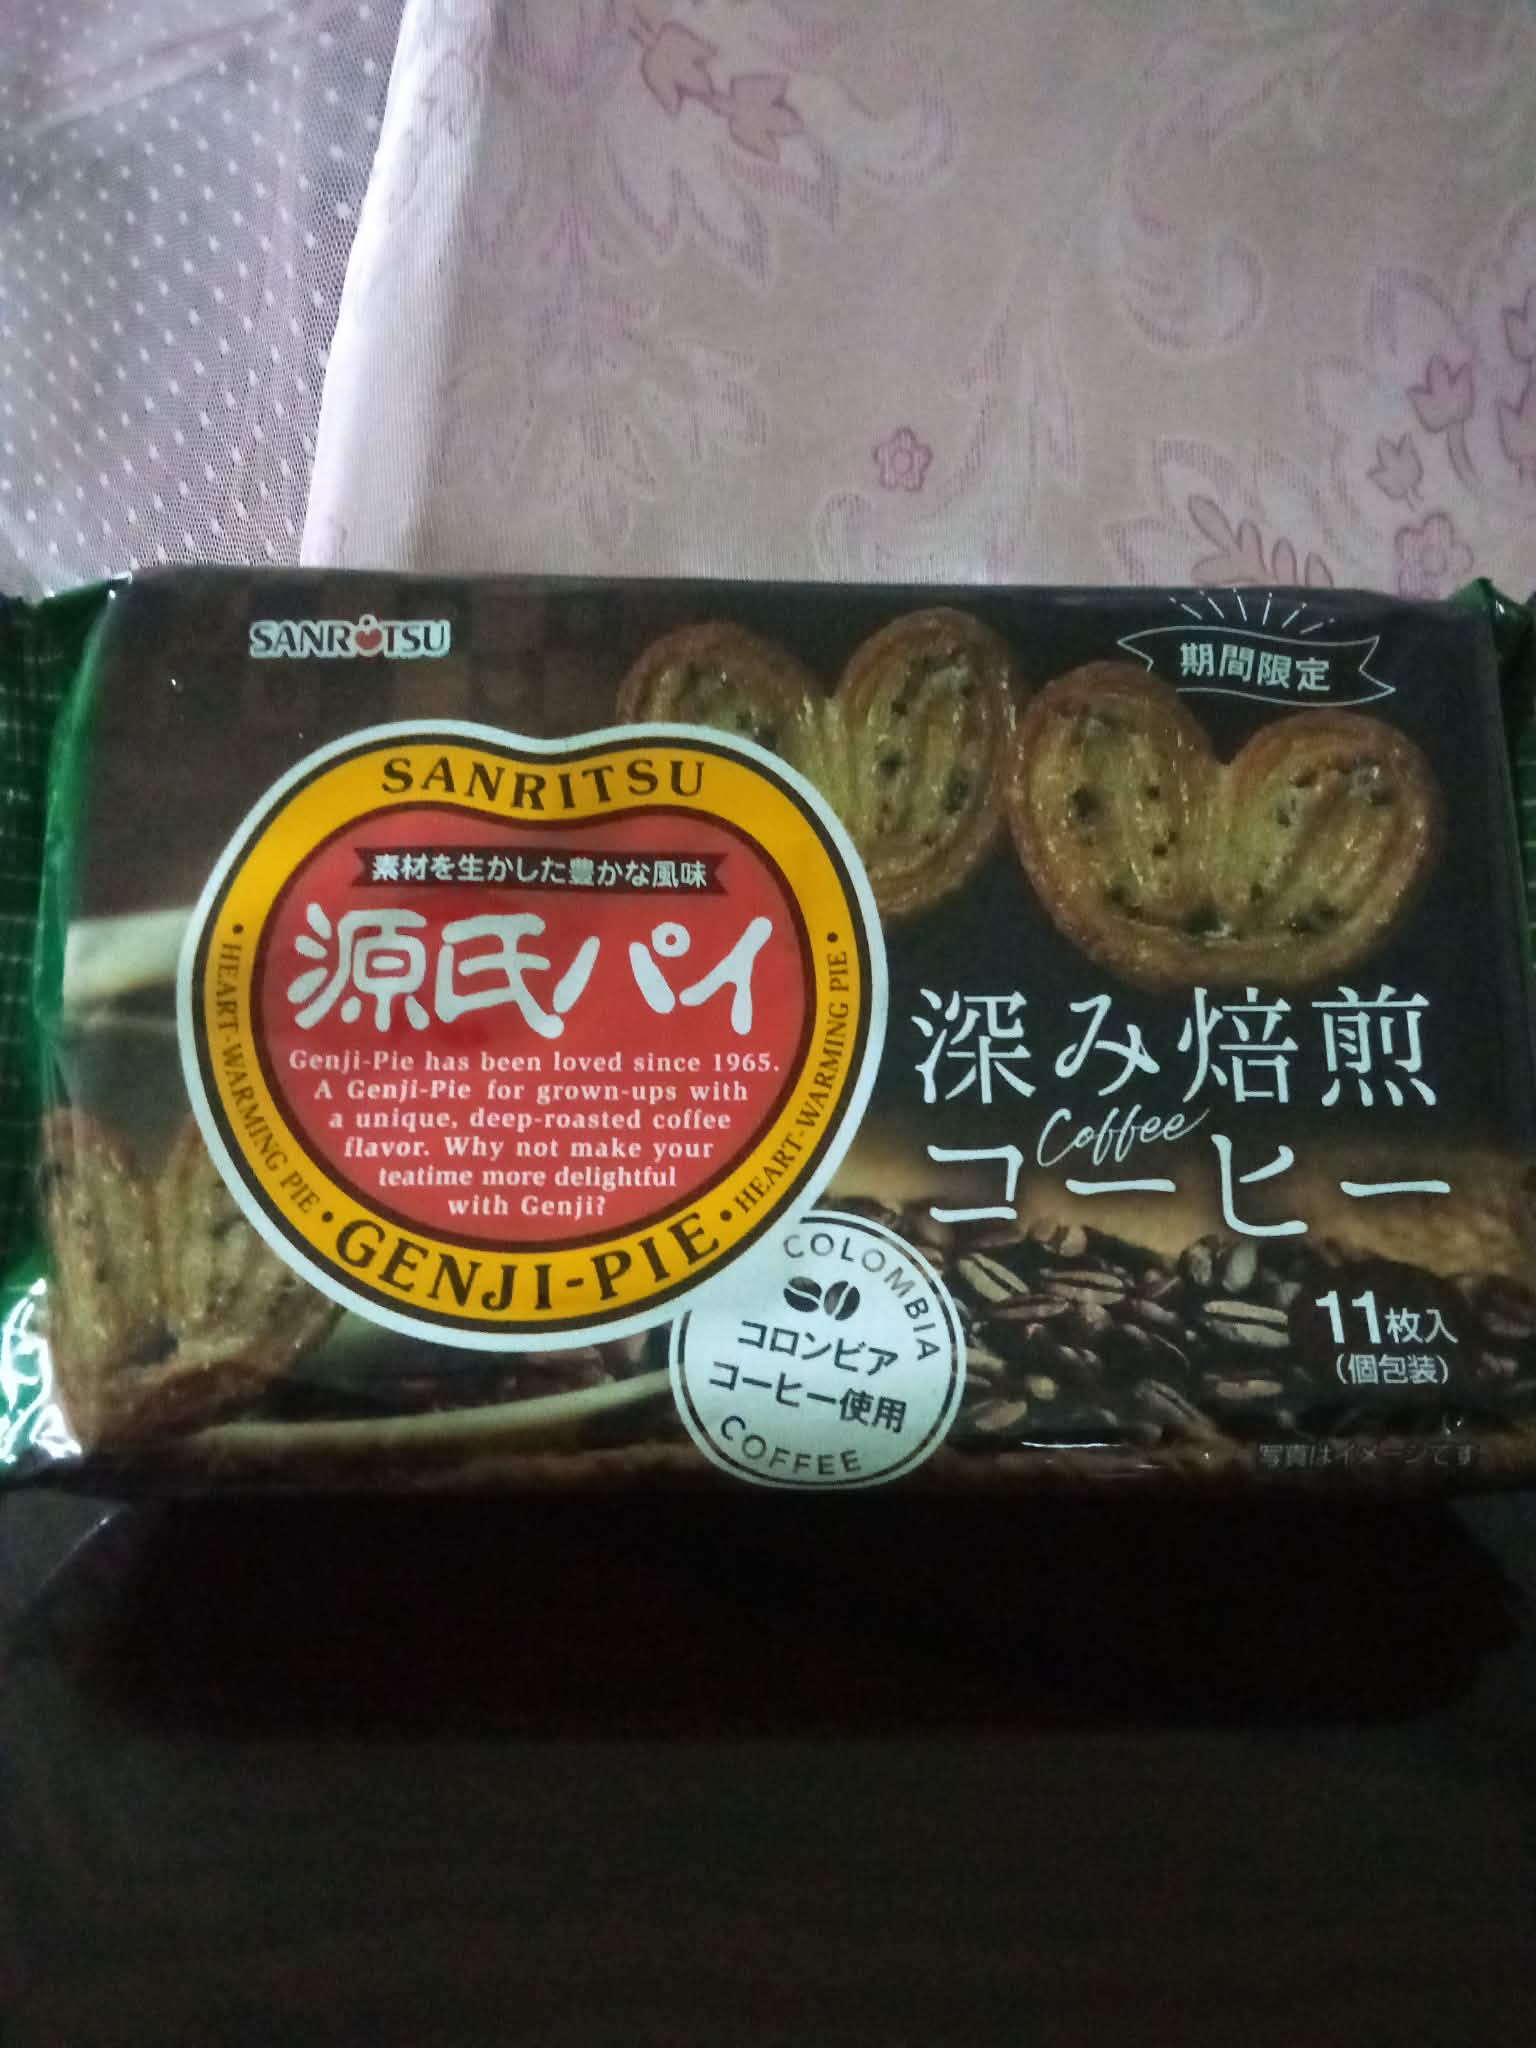 SANRITSU
期間限定
SANRITSU
素材を生かした豊かな風味
源氏パイ
Genji-Pie has been loved since 1965.
A Genji-Pie for grown-ups with
a unique, deep-roasted coffee
flavor. Why not make your
teatime more delightful
with Genji?
・HEART-WARMING PIE・
GENJI-PIE
・HEART-WARMING PIE・
深み焙煎
Coffee
コーヒー
COLOMBIA
コロンビア
コーヒー使用
COFFEE
11枚入
(個包装)
写真はイメージです